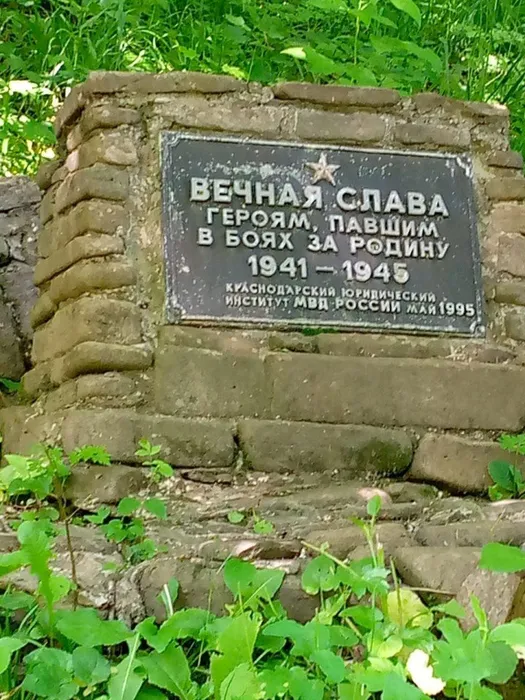 ВЕЧНАЯ СЛАВА
ГЕРОЯМ, ПАВШИМ
В БОЯХ ЗА РОДИНУ
1941 – 1945
КРАСНОДАРСКИЙ ЮРИДИЧЕСКИЙ
ИНСТИТУТ МВД РОССИИ МАЙ 1995